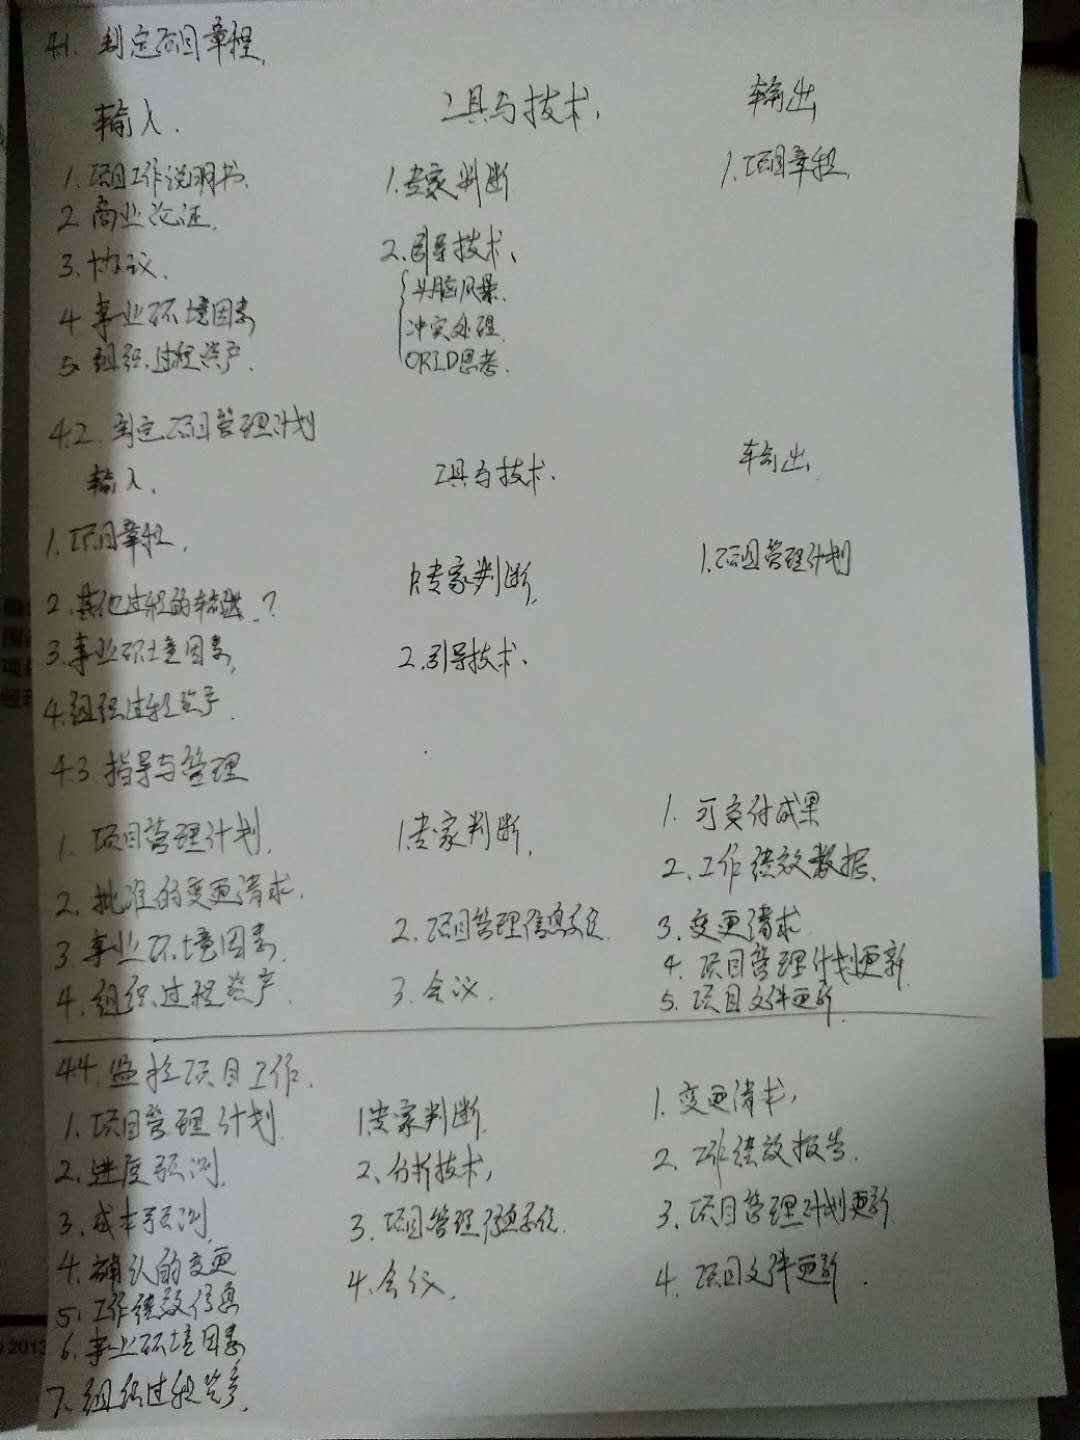 4.1. 制定项目章程,
输入. 工具与技术, 输出
1. 项目工作说明书. 1. 专家判断 1. 项目章程,
2 商业论证,
3. 协议. 2. 引导技术、
头脑风暴.
4 事业环境因素 冲突处理.
5. 组织过程资产. ORID思考.
4.2. 制定项目管理计划
输入. 工具与技术. 输出
1. 项目章程,
1. 专家判断, 1. 项目管理计划
2. 其他过程的输出.?
3. 事业环境因素, 2. 引导技术、
4. 组织过程资产.
4.3 指导与管理
1. 项目管理计划, 1. 专家判断, 1. 可交付成果
2. 批准的变更请求. 2. 工作绩效数据、
3. 事业环境因素. 2. 项目管理信息系统 3. 变更请求
4. 组织过程资产. 3. 会议. 4. 项目管理计划更新
5. 项目文件更新.
4.4. 监控项目工作.
1. 项目管理计划. 1. 专家判断. 1. 变更请求,
2. 进度预测. 2. 分析技术, 2. 工作绩效报告.
3. 成本预测, 3. 项目管理信息系统. 3. 项目管理计划更新
4. 确认的变更 4. 会议. 4. 项目文件更新.
5. 工作绩效信息
6. 事业环境因素
7. 组织过程资产.
2013